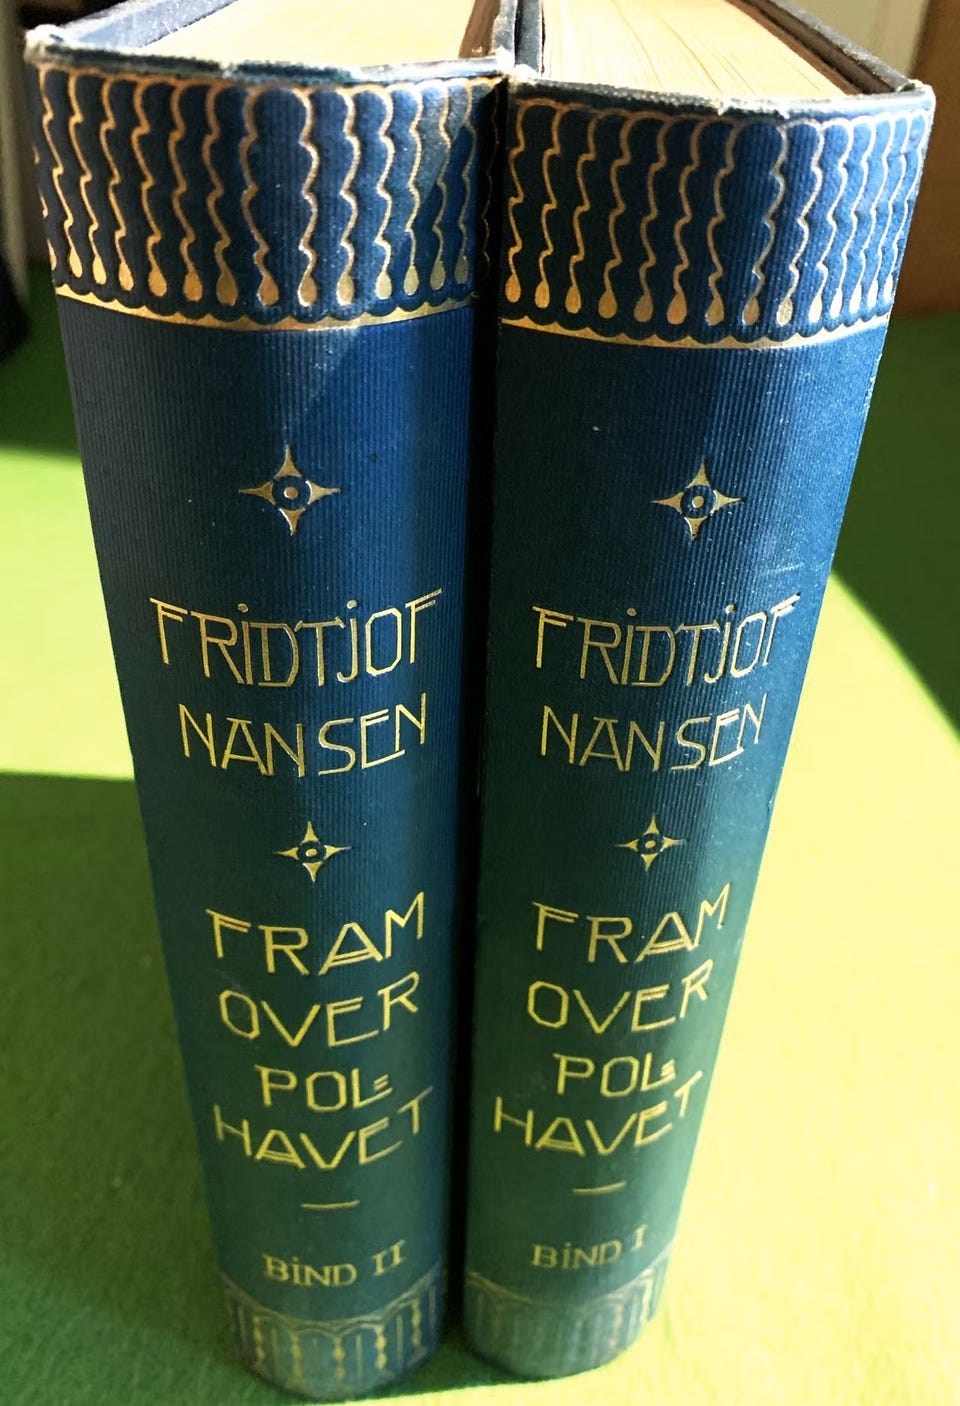 FRiDTjOF
NANSEN
FRAM
OVER
POL=
HAVET
BiND II
FRiDTjOF
NANSEN
FRAM
OVER
POL=
HAVET
BiND I